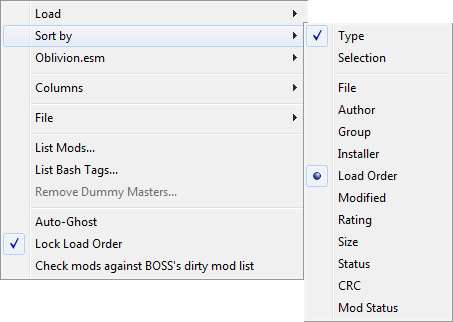 Load
Sort by
Oblivion.esm
Columns
File
List Mods...
List Bash Tags...
Remove Dummy Masters...
Auto-Ghost
Lock Load Order
Check mods against BOSS's dirty mod list
Type
Selection
File
Author
Group
Installer
Load Order
Modified
Rating
Size
Status
CRC
Mod Status